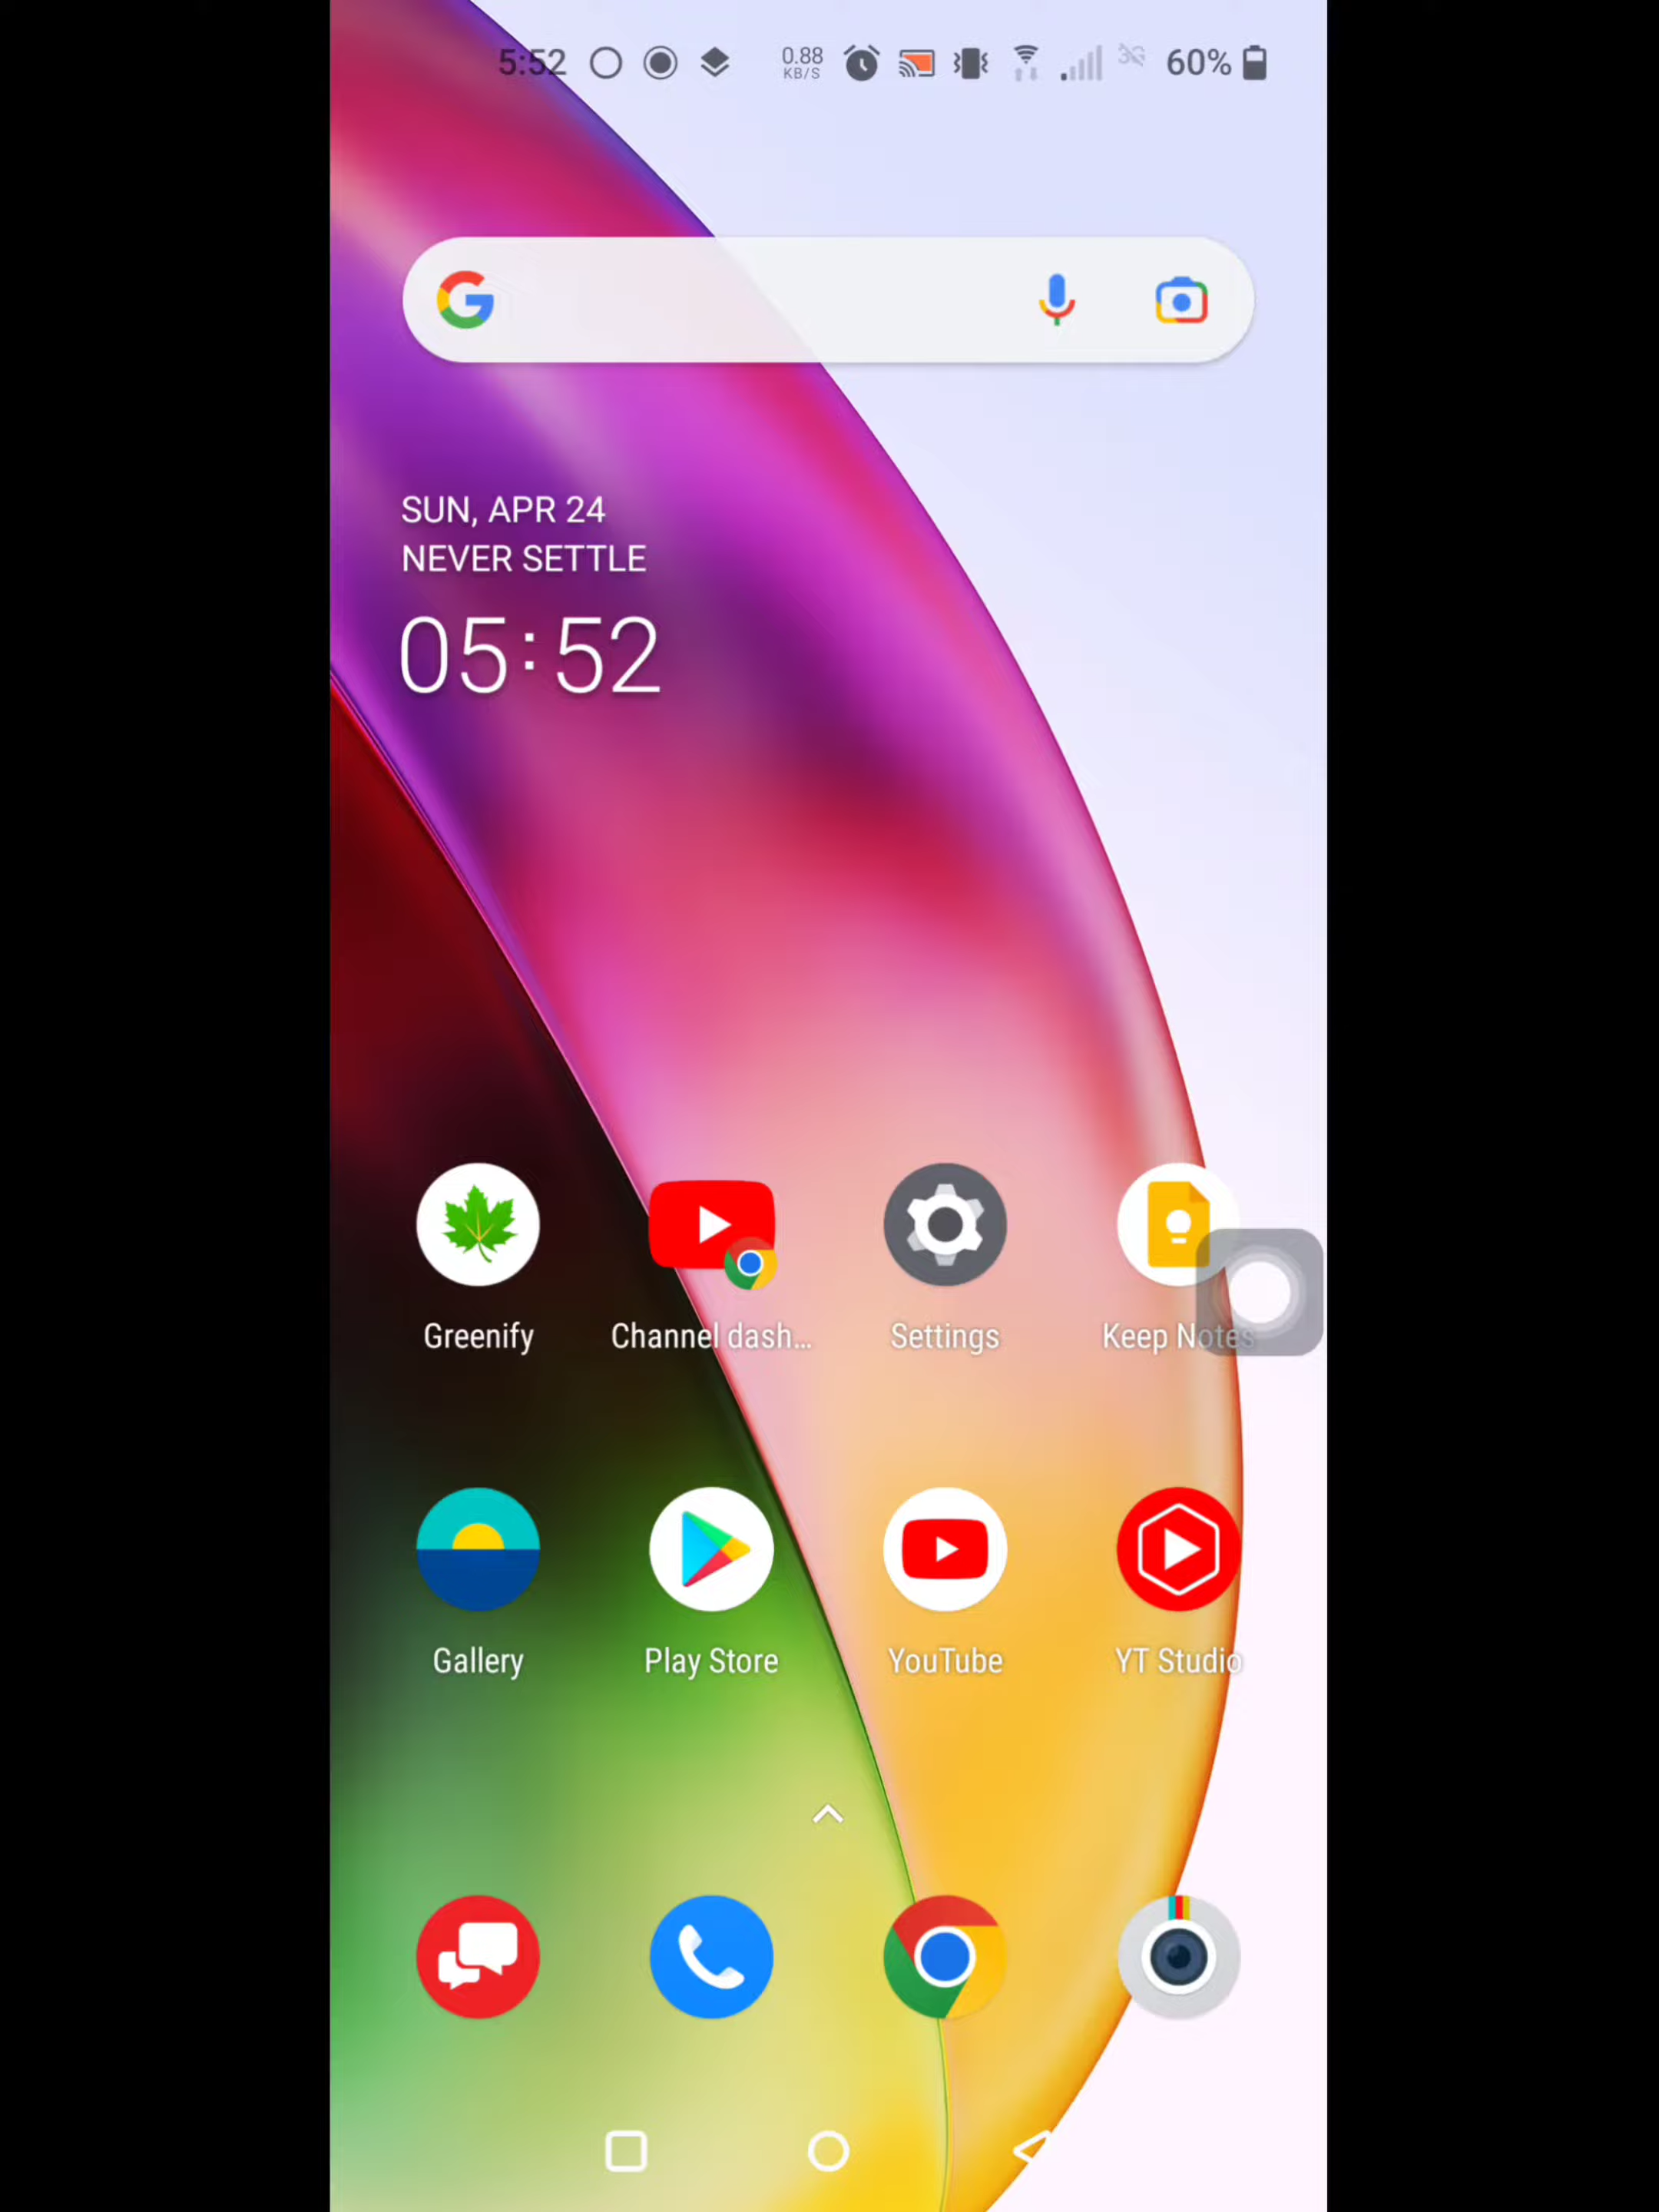 5:52 0.88 KB/S 3G 60%
SUN, APR 24
NEVER SETTLE
05:52
Greenify Channel dash... Settings Keep Notes
Gallery Play Store YouTube YT Studio